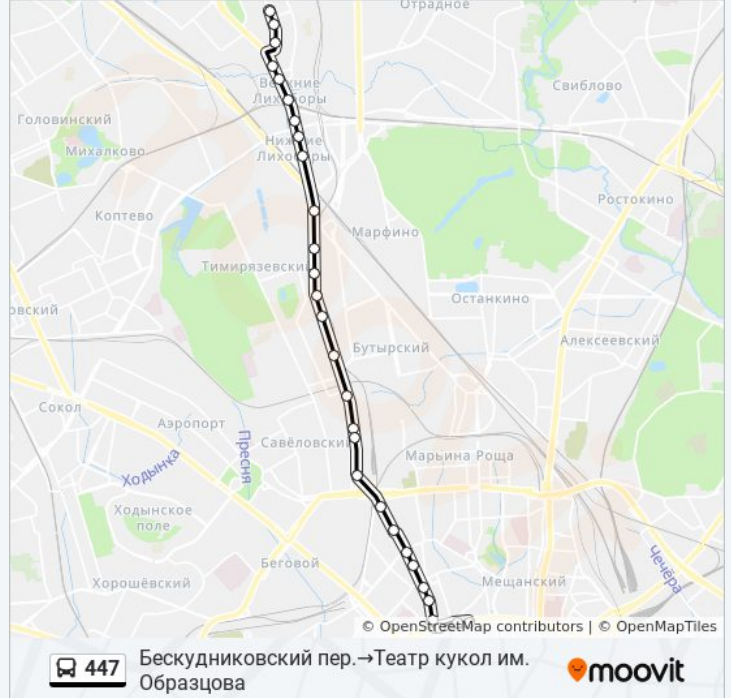 Отрадное
Свиблово
Верхние
Лихоборы
Головинский
Михалково
Нижние
Лихоборы
Ростокино
Коптево
Марфино
Тимирязевский
Останкино
овский
Бутырский
Алексеевский
Сокол
Аэропорт
Пресня
Савёловский
Марьина Роща
Ходынка
Ходынское
поле
Беговой
Чечёра
Хорошёвский
Мещанский
© OpenStreetMap contributors | © OpenMapTiles
447
Бескудниковский пер.→Театр кукол им.
Образцова
moovit